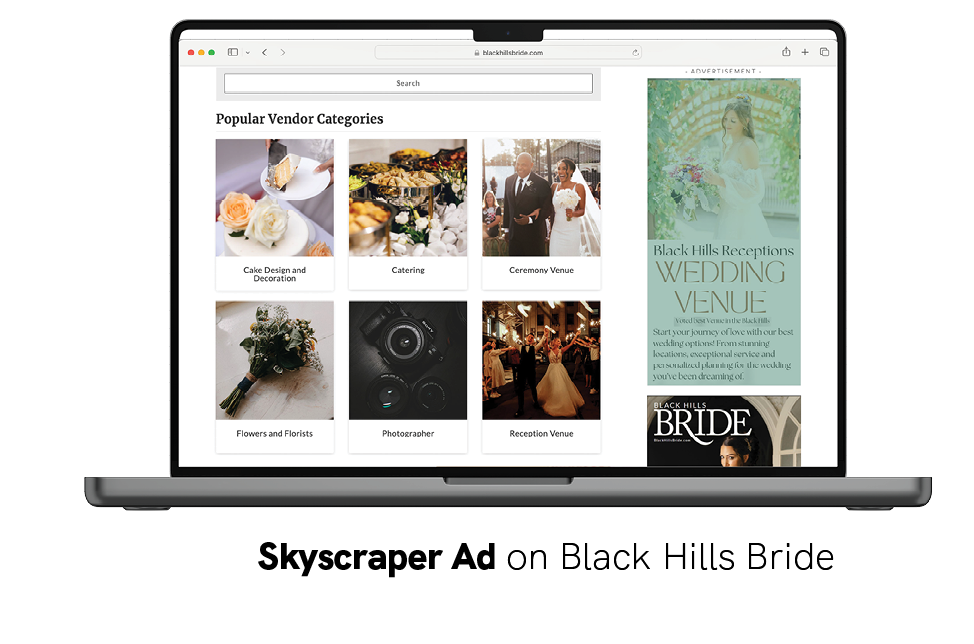 blackhillsbride.com
- ADVERTISEMENT -
Search
Popular Vendor Categories
Cake Design and
Decoration
Catering
Ceremony Venue
Flowers and Florists
Photographer
Reception Venue
SONY
Black Hills Receptions
WEDDING
VENUE
Voted best Venue in the Black Hills
Start your journey of love with our best
wedding options! From stunning
locations, exceptional service and
personalized planning for the wedding
you've been dreaming of.
BLACK HILLS
BRIDE
BlackHillsBride.com
Skyscraper Ad on Black Hills Bride